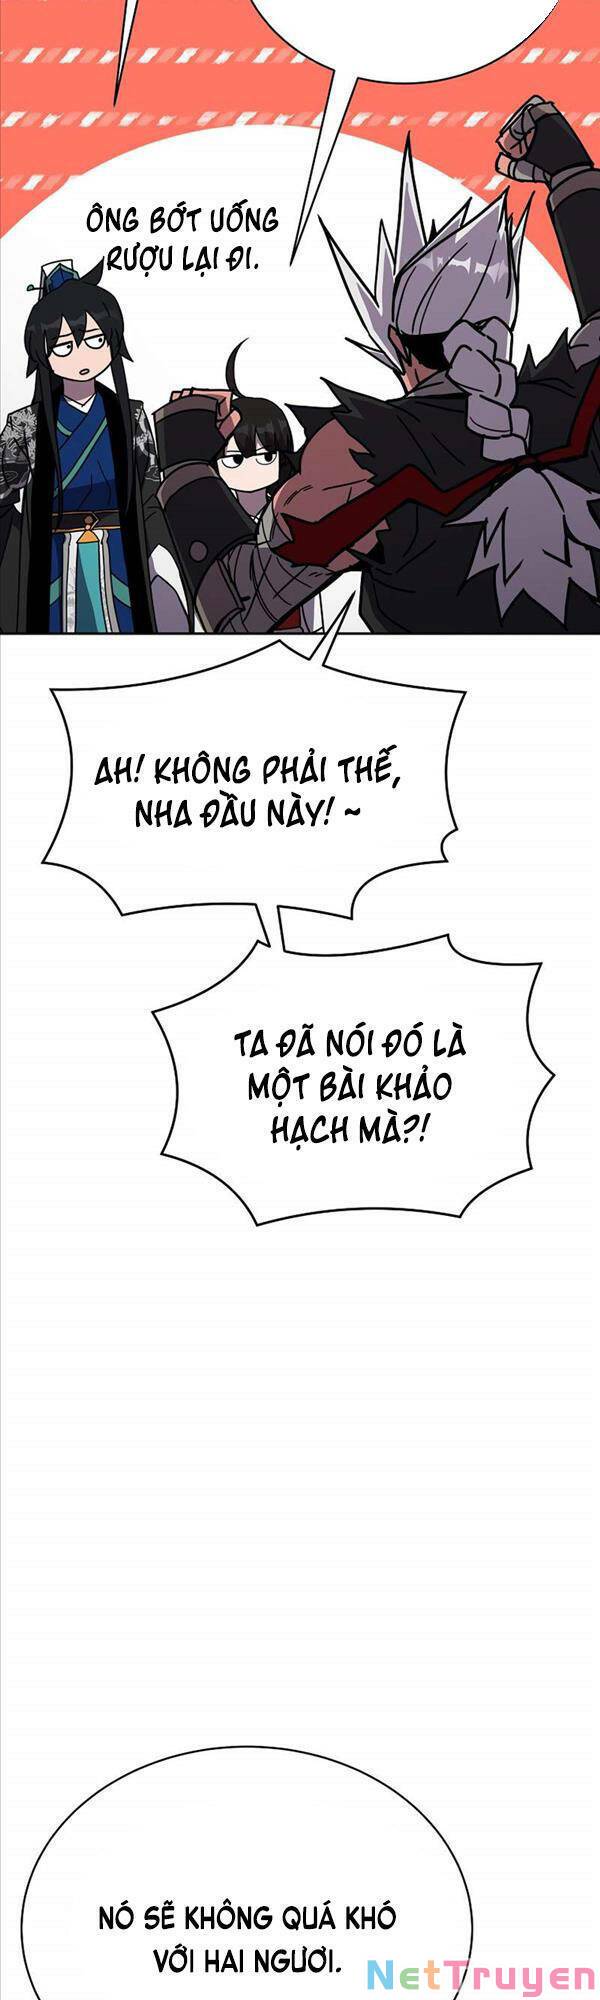 ÔNG BỚT UỐNG
RƯỢU LẠI ĐI.
AH! KHÔNG PHẢI THẾ,
NHA ĐẦU NÀY! ~
TA ĐÃ NÓI ĐÓ LÀ
MỘT BÀI KHẢO
HẠCH MÀ?!
NÓ SẼ KHÔNG QUÁ KHÓ
VỚI HAI NGƯƠI.
NetTruyen